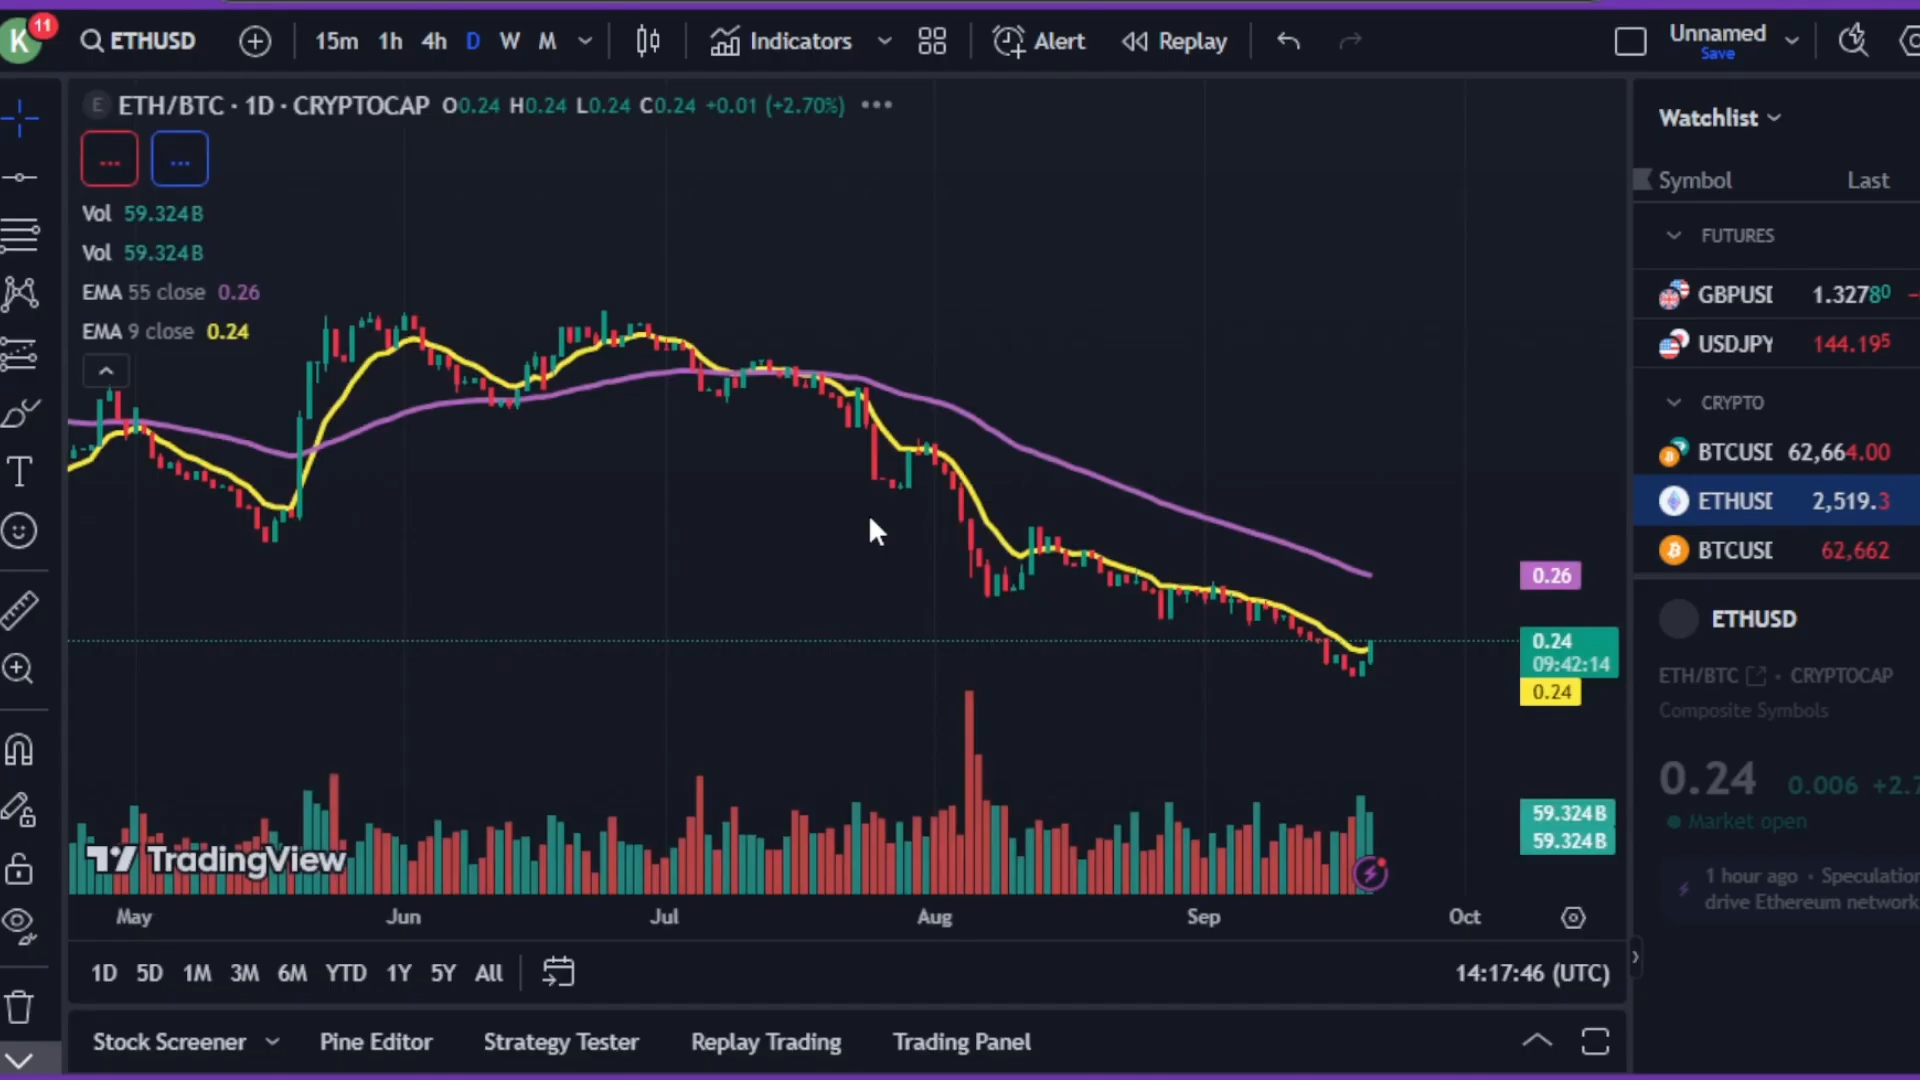 K 11 ETHUSD 15m 1h 4h D W M Indicators Alert Replay Unnamed
Save
E ETH/BTC · 1D · CRYPTOCAP O0.24 H0.24 L0.24 C0.24 +0.01 (+2.70%) •••
... ...
Vol 59.324B
Vol 59.324B
EMA 55 close 0.26
EMA 9 close 0.24
0.26
0.24
09:42:14
0.24
59.324B
59.324B
TradingView
May Jun Jul Aug Sep Oct
1D 5D 1M 3M 6M YTD 1Y 5Y All 14:17:46 (UTC)
Stock Screener Pine Editor Strategy Tester Replay Trading Trading Panel
Watchlist
Symbol Last
FUTURES
GBPUSD 1.32780
USDJPY 144.195
CRYPTO
BTCUSD 62,664.00
ETHUSD 2,519.3
BTCUSD 62,662
ETHUSD
ETH/BTC · CRYPTOCAP
Composite Symbols
0.24 0.006 +2.7
Market open
1 hour ago · Speculation
drive Ethereum network